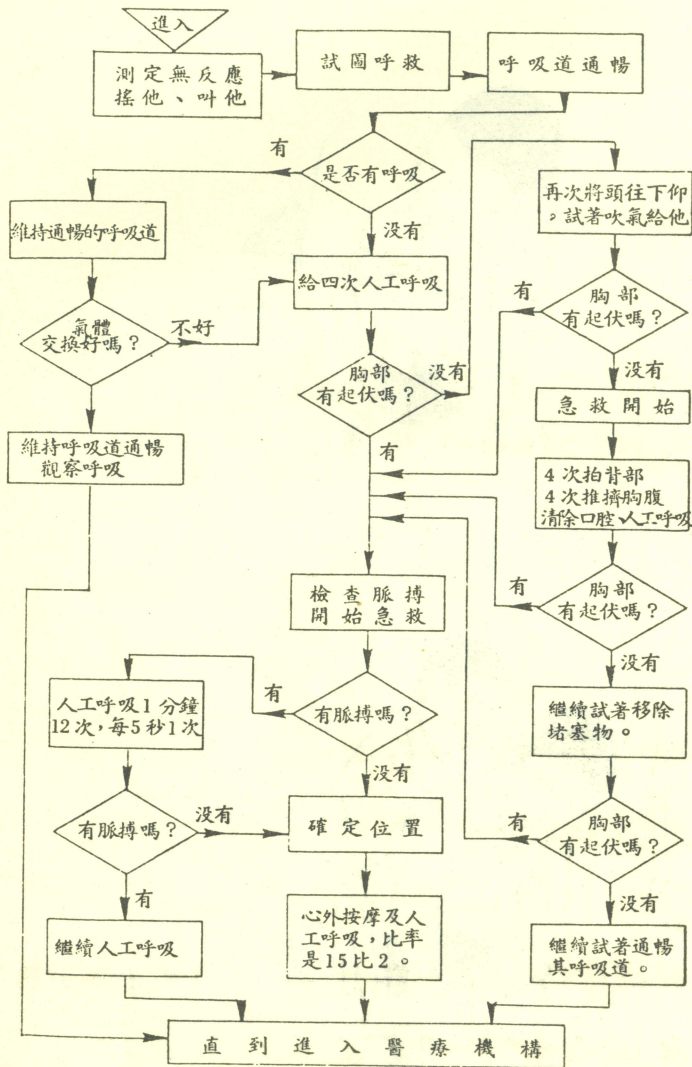 進入
測定無反應
搖他、叫他
試圖呼救
呼吸道通暢
是否有呼吸
有
没有
維持通暢的呼吸道
氣體
交換好嗎？
不好
維持呼吸道通暢
觀察呼吸
給四次人工呼吸
胸部
有起伏嗎？
没有
有
再次將頭往下仰
。試著吹氣給他
胸部
有起伏嗎？
有
没有
急救開始
4次拍背部
4次推擠胸腹
清除口腔、人工呼吸
胸部
有起伏嗎？
有
没有
繼續試著移除
堵塞物。
胸部
有起伏嗎？
有
没有
繼續試著通暢
其呼吸道。
檢查脈搏
開始急救
有脈搏嗎？
有
没有
人工呼吸1分鐘
12次，每5秒1次
有脈搏嗎？
没有
有
繼續人工呼吸
確定位置
心外按摩及人
工呼吸，比率
是15比2。
直到進入醫療機構